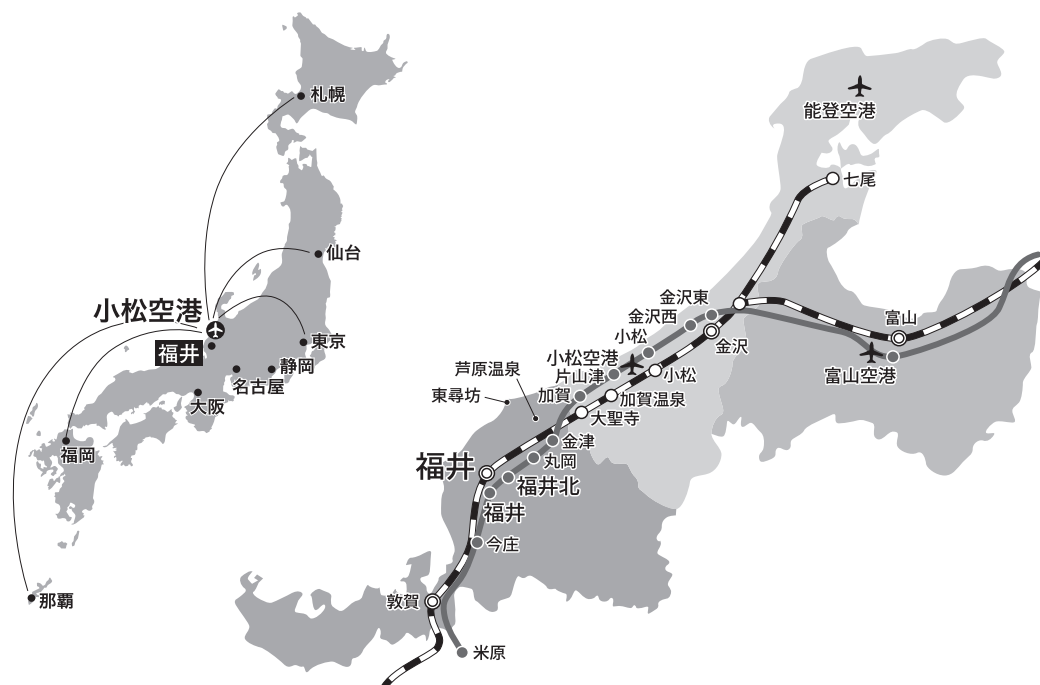 札幌
仙台
小松空港
福井
東京
静岡
名古屋
大阪
福岡
那覇
能登空港
七尾
金沢東
金沢西
小松
小松空港
片山津
加賀
芦原温泉
東尋坊
富山
富山空港
金沢
小松
加賀温泉
大聖寺
金津
丸岡
福井
福井北
福井
今庄
敦賀
米原